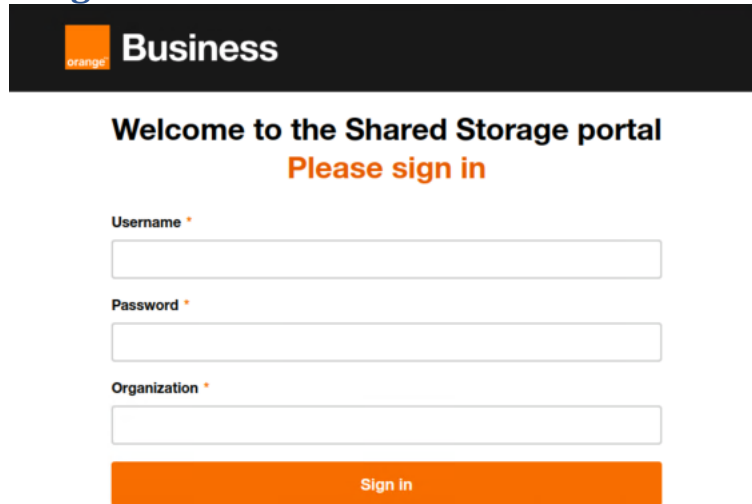 orange Business
Welcome to the Shared Storage portal
Please sign in
Username *
Password *
Organization *
Sign in